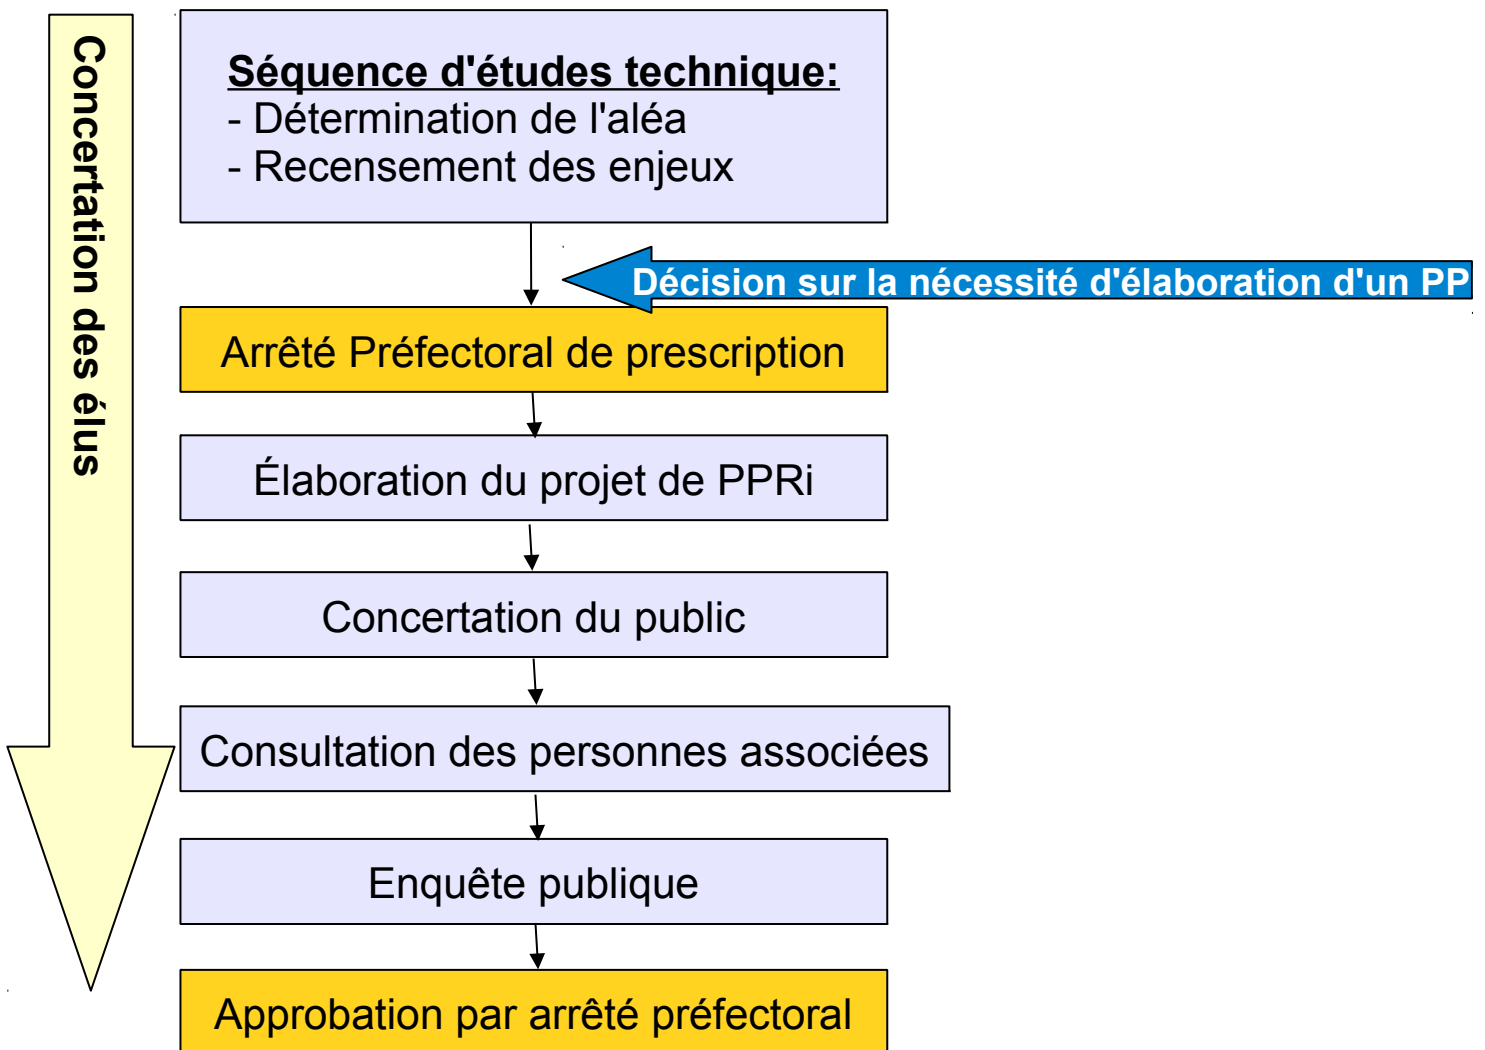 Concertation des élus
Séquence d'études technique:
- Détermination de l'aléa
- Recensement des enjeux
Décision sur la nécessité d'élaboration d'un PP
Arrêté Préfectoral de prescription
Élaboration du projet de PPRi
Concertation du public
Consultation des personnes associées
Enquête publique
Approbation par arrêté préfectoral